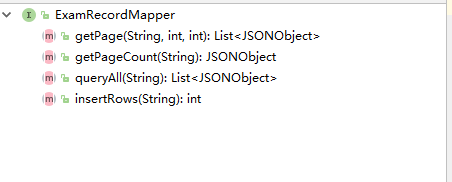 ExamRecordMapper
getPage(String, int, int): List<JSONObject>
getPageCount(String): JSONObject
queryAll(String): List<JSONObject>
insertRows(String): int